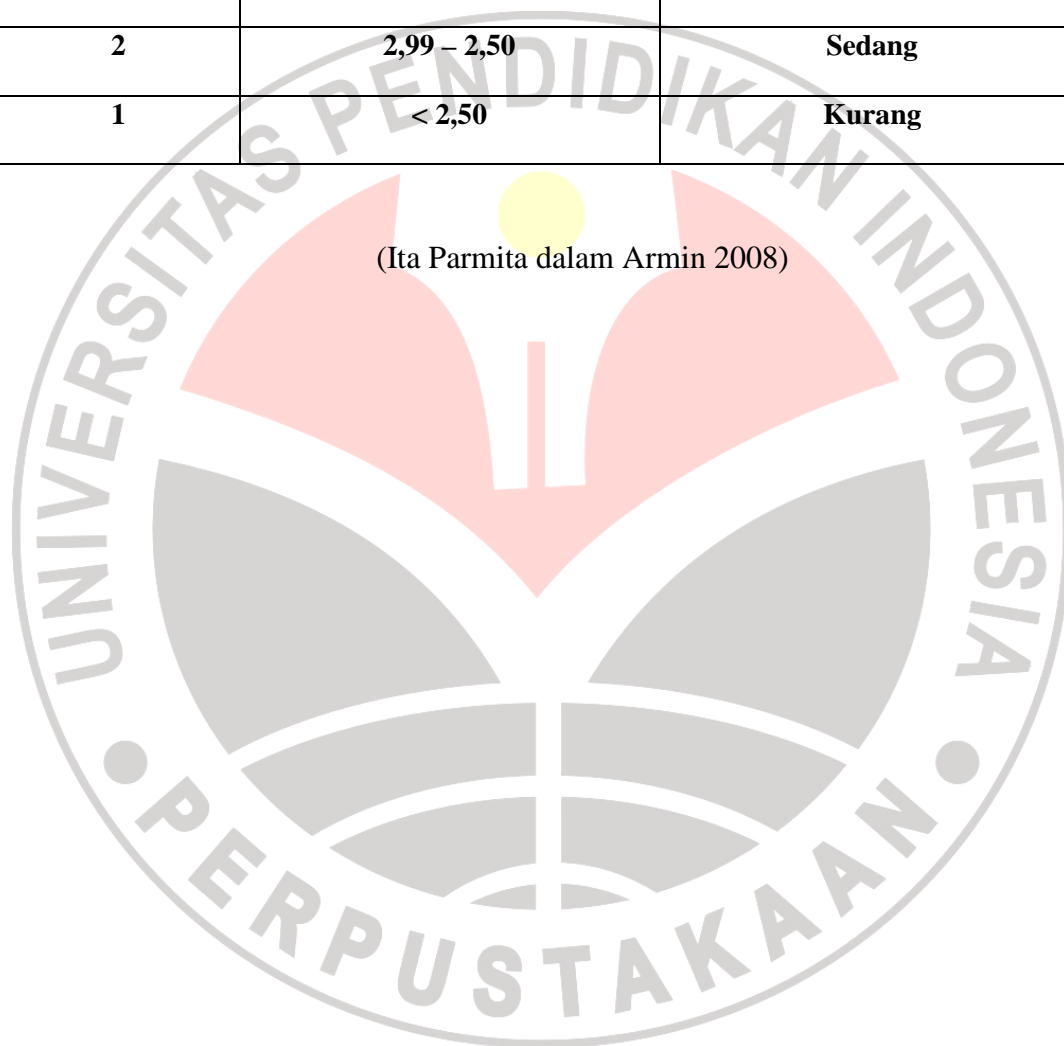 2 2,99 – 2,50 Sedang
1 < 2,50 Kurang
(Ita Parmita dalam Armin 2008)
UNIVERSITAS PENDIDIKAN INDONESIA
PERPUSTAKAAN